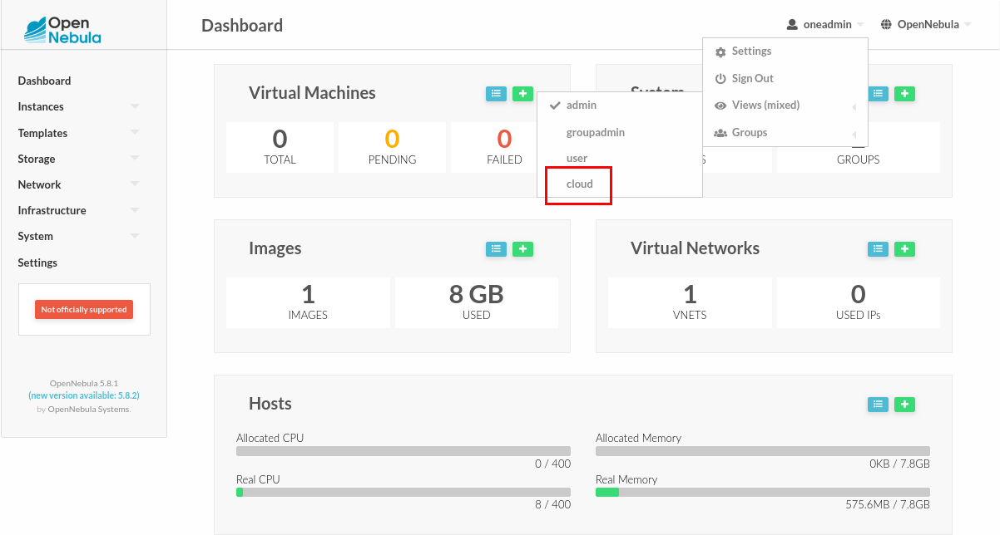 Open
Nebula
Dashboard
oneadmin
OpenNebula
Settings
Sign Out
Views (mixed)
Groups
admin
groupadmin
user
cloud
Dashboard
Instances
Templates
Storage
Network
Infrastructure
System
Settings
Not officially supported
OpenNebula 5.8.1
(new version available: 5.8.2)
by OpenNebula Systems.
Virtual Machines
0
TOTAL
0
PENDING
0
FAILED
System
GROUPS
Images
1
IMAGES
8 GB
USED
Virtual Networks
1
VNETS
0
USED IPs
Hosts
Allocated CPU
0 / 400
Real CPU
8 / 400
Allocated Memory
0KB / 7.8GB
Real Memory
575.6MB / 7.8GB